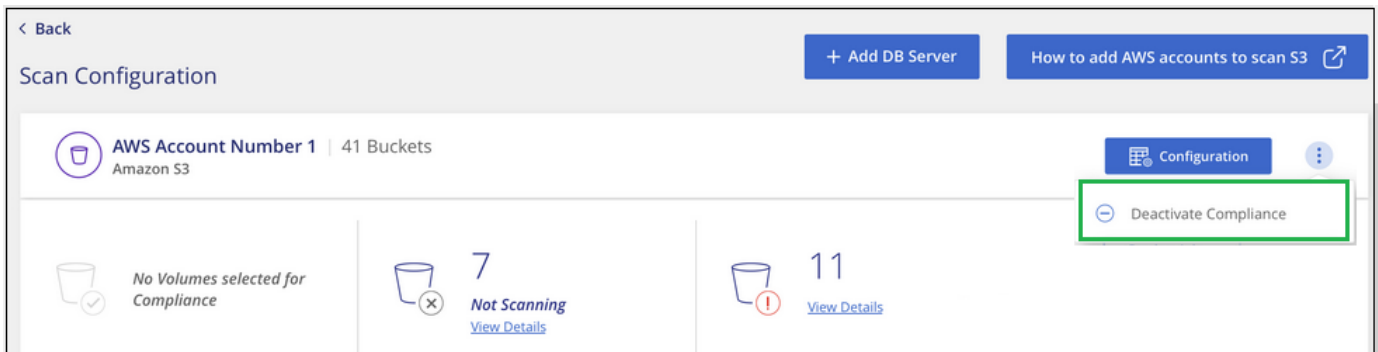 < Back
+ Add DB Server
How to add AWS accounts to scan S3
Scan Configuration
AWS Account Number 1 | 41 Buckets
Amazon S3
Configuration
Deactivate Compliance
No Volumes selected for
Compliance
7
Not Scanning
View Details
11
View Details